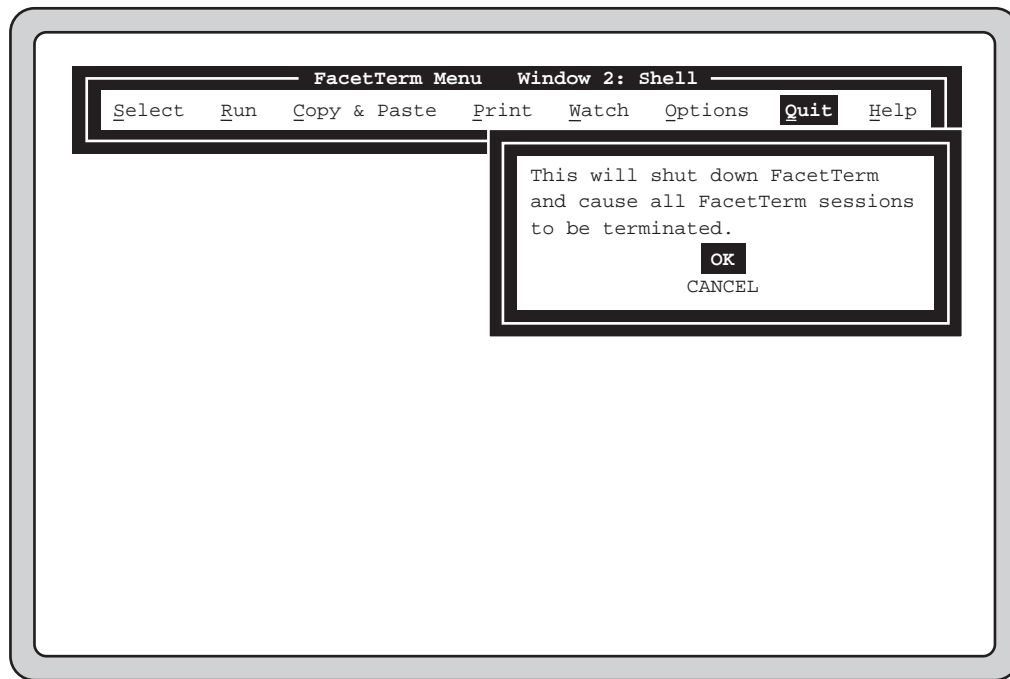 FacetTerm Menu Window 2: Shell
Select Run Copy & Paste Print Watch Options Quit Help
This will shut down FacetTerm
and cause all FacetTerm sessions
to be terminated.
OK
CANCEL